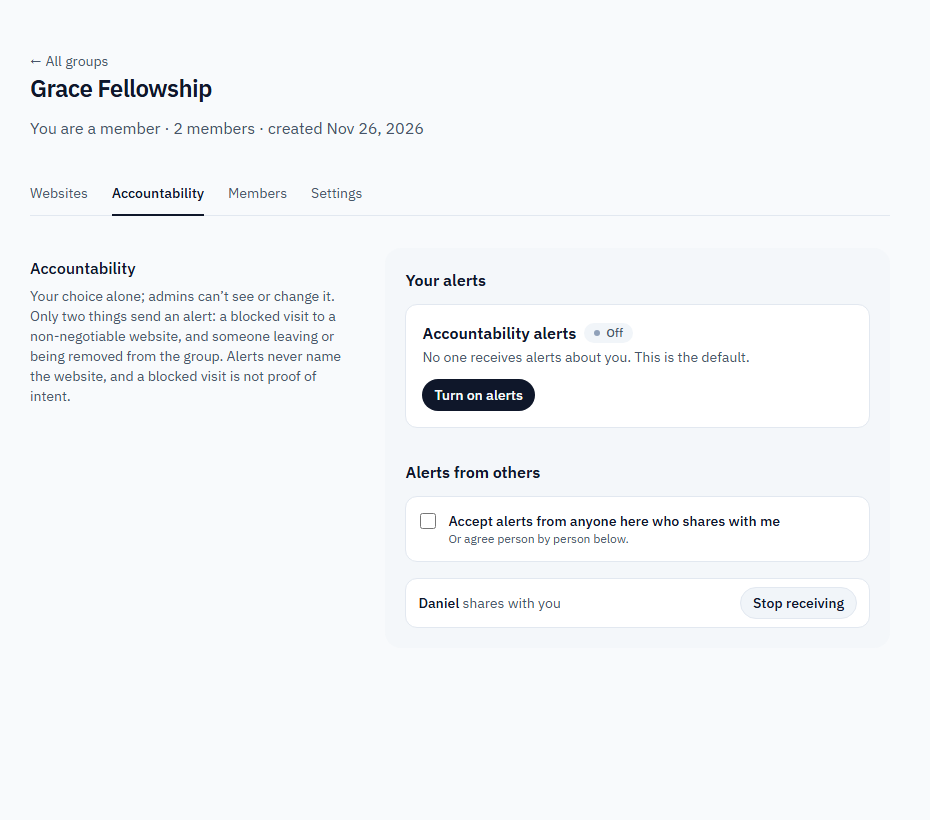 ← All groups
Grace Fellowship
You are a member · 2 members · created Nov 26, 2026
Websites
Accountability
Members
Settings
Accountability
Your choice alone; admins can’t see or change it.
Only two things send an alert: a blocked visit to a
non-negotiable website, and someone leaving or
being removed from the group. Alerts never name
the website, and a blocked visit is not proof of
intent.
Your alerts
Accountability alerts
Off
No one receives alerts about you. This is the default.
Turn on alerts
Alerts from others
Accept alerts from anyone here who shares with me
Or agree person by person below.
Daniel shares with you
Stop receiving